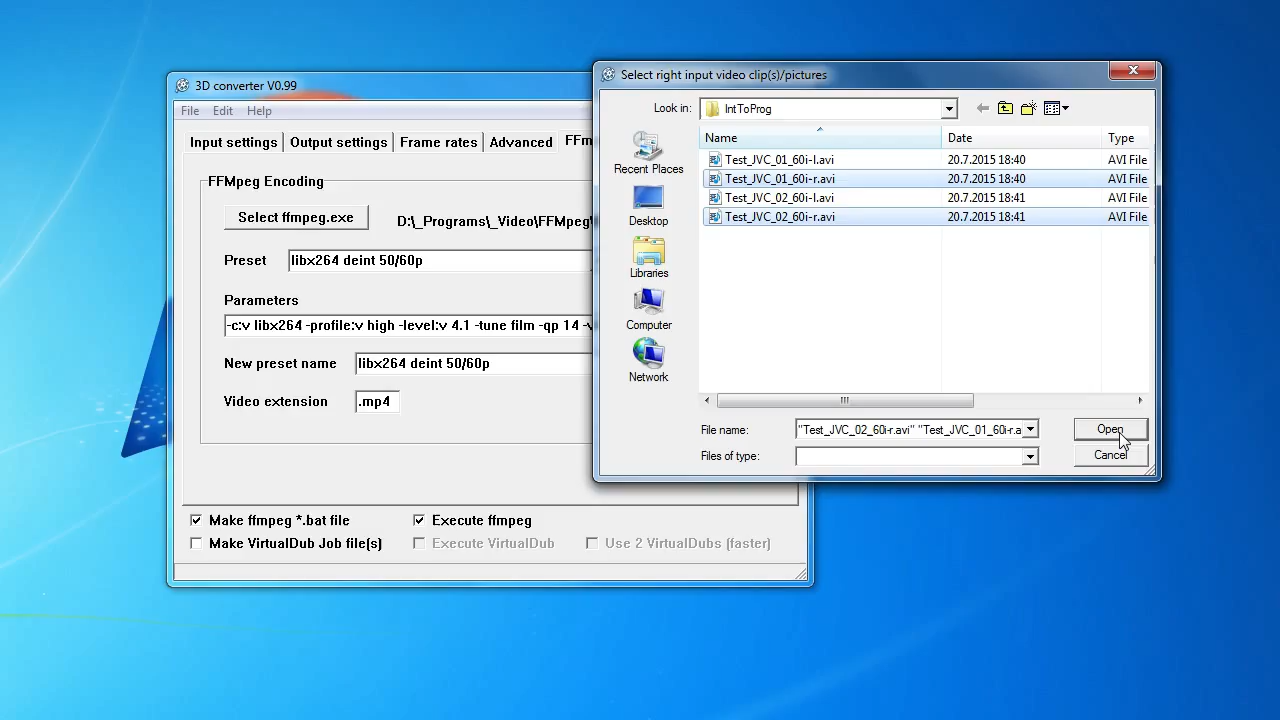 3D converter V0.99
File Edit Help
Input settings Output settings Frame rates Advanced
FFMpeg Encoding
Select ffmpeg.exe D:\_Programs\_Video\FFMpeg\
Preset libx264 deint 50/60p
Parameters
-c:v libx264 -profile:v high -level:v 4.1 -tune film -qp 14
New preset name libx264 deint 50/60p
Video extension .mp4
Make ffmpeg *.bat file Execute ffmpeg
Make VirtualDub Job file(s) Execute VirtualDub Use 2 VirtualDubs (faster)
Select right input video clip(s)/pictures
Look in: IntToProg
Recent Places
Desktop
Libraries
Computer
Network
Name Date Type
Test_JVC_01_60i-l.avi 20.7.2015 18:40 AVI File
Test_JVC_01_60i-r.avi 20.7.2015 18:40 AVI File
Test_JVC_02_60i-l.avi 20.7.2015 18:41 AVI File
Test_JVC_02_60i-r.avi 20.7.2015 18:41 AVI File
File name: "Test_JVC_02_60i-r.avi" "Test_JVC_01_60i-r.a Open
Files of type: Cancel